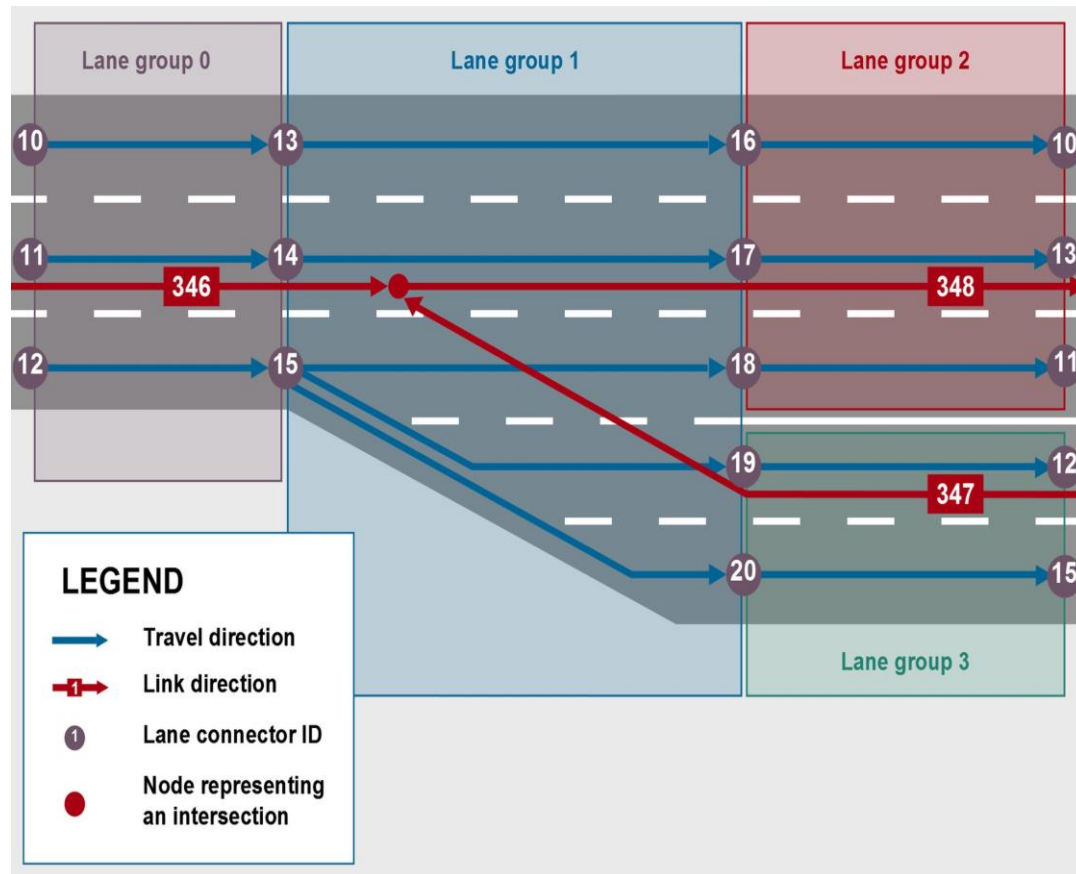 Lane group 0 Lane group 1 Lane group 2
10 13 16 10
11 14 17 13
346 348
12 15 18 11
19 12
347
20 15
Lane group 3
LEGEND
Travel direction
1 Link direction
1 Lane connector ID
Node representing
an intersection